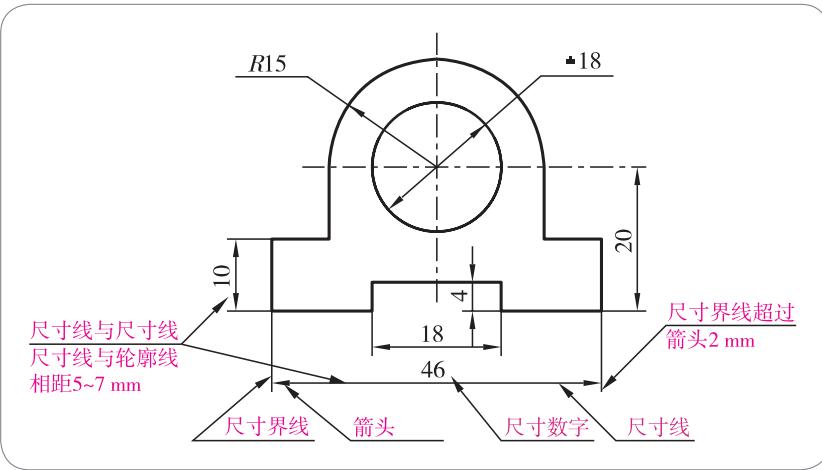 R15
18
20
10
4
18
46
尺寸线与尺寸线
尺寸线与轮廓线
相距5~7 mm
尺寸界线超过
箭头2 mm
尺寸界线
箭头
尺寸数字
尺寸线